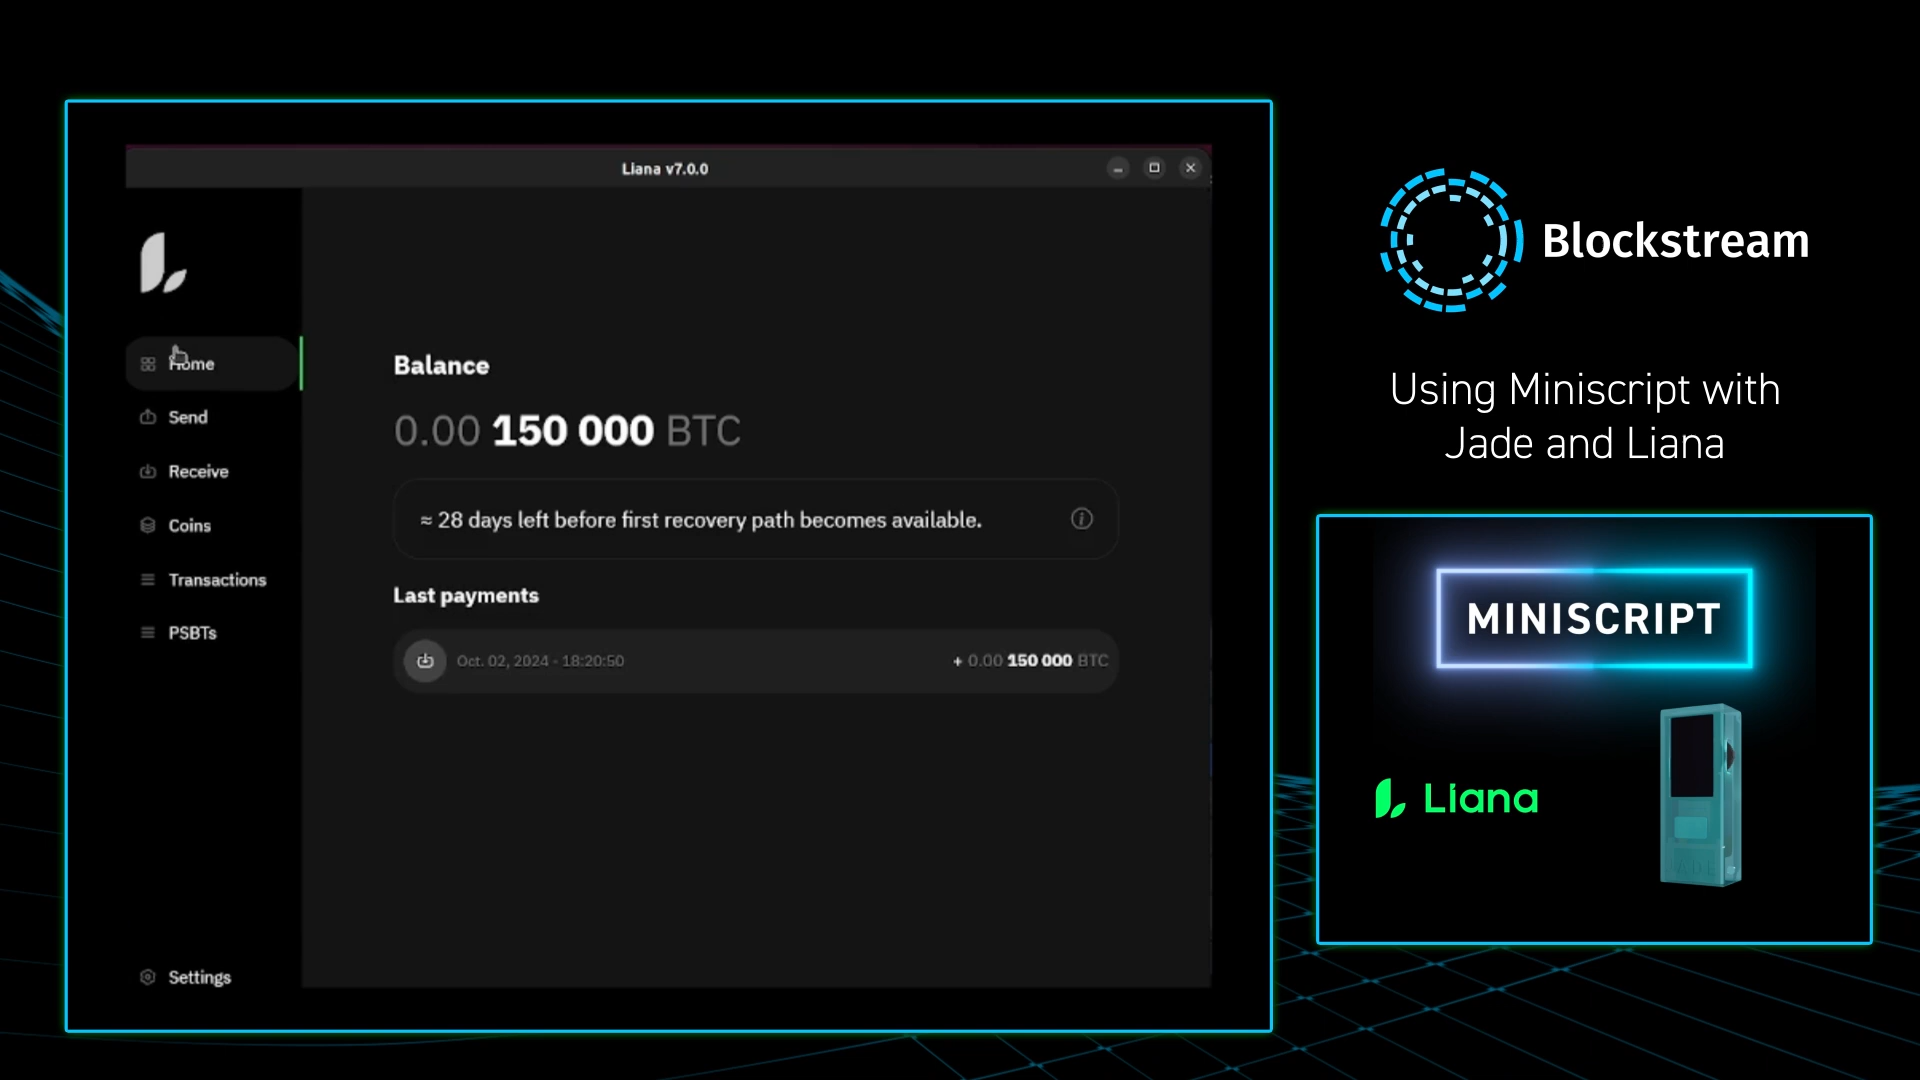 Liana v7.0.0
Home
Send
Receive
Coins
Transactions
PSBTs
Settings
Balance
0.00 150 000 BTC
≈ 28 days left before first recovery path becomes available.
Last payments
Oct. 02, 2024 - 18:20:50
+ 0.00 150 000 BTC
Blockstream
Using Miniscript with
Jade and Liana
MINISCRIPT
Liana